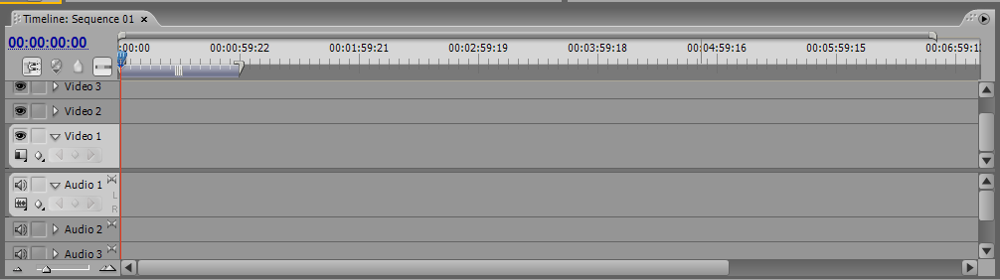 Timeline: Sequence 01 x
00:00:00:00
:00:00 00:00:59:22 00:01:59:21 00:02:59:19 00:03:59:18 00:04:59:16 00:05:59:15 00:06:59:1
Video 3
Video 2
Video 1
Audio 1
L
R
Audio 2
Audio 3